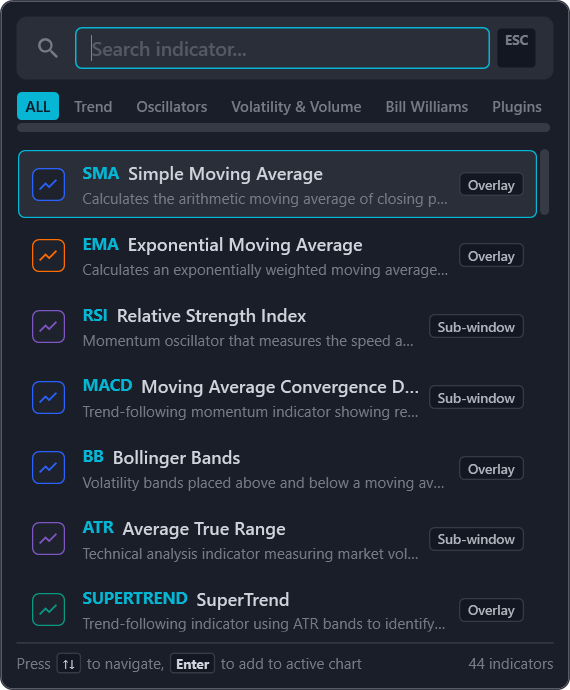 Search indicator...
ESC
ALL Trend Oscillators Volatility & Volume Bill Williams Plugins
SMA Simple Moving Average
Calculates the arithmetic moving average of closing p...
Overlay
EMA Exponential Moving Average
Calculates an exponentially weighted moving average...
Overlay
RSI Relative Strength Index
Momentum oscillator that measures the speed a...
Sub-window
MACD Moving Average Convergence D...
Trend-following momentum indicator showing re...
Sub-window
BB Bollinger Bands
Volatility bands placed above and below a moving av...
Overlay
ATR Average True Range
Technical analysis indicator measuring market vol...
Sub-window
SUPERTREND SuperTrend
Trend-following indicator using ATR bands to identify...
Overlay
Press ↑↓ to navigate, Enter to add to active chart 44 indicators